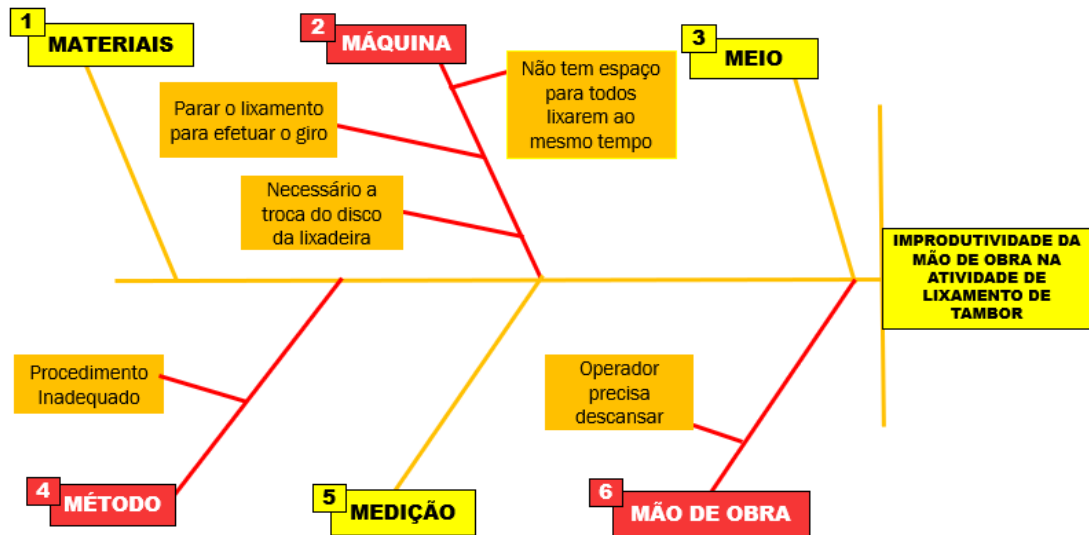 1
MATERIAIS
2
MÁQUINA
3
MEIO
Não tem espaço
para todos
lixarem ao
mesmo tempo
Parar o lixamento
para efetuar o giro
Necessário a
troca do disco
da lixadeira
IMPRODUTIVIDADE DA
MÃO DE OBRA NA
ATIVIDADE DE
LIXAMENTO DE
TAMBOR
Procedimento
Inadequado
Operador
precisa
descansar
4
MÉTODO
5
MEDIÇÃO
6
MÃO DE OBRA